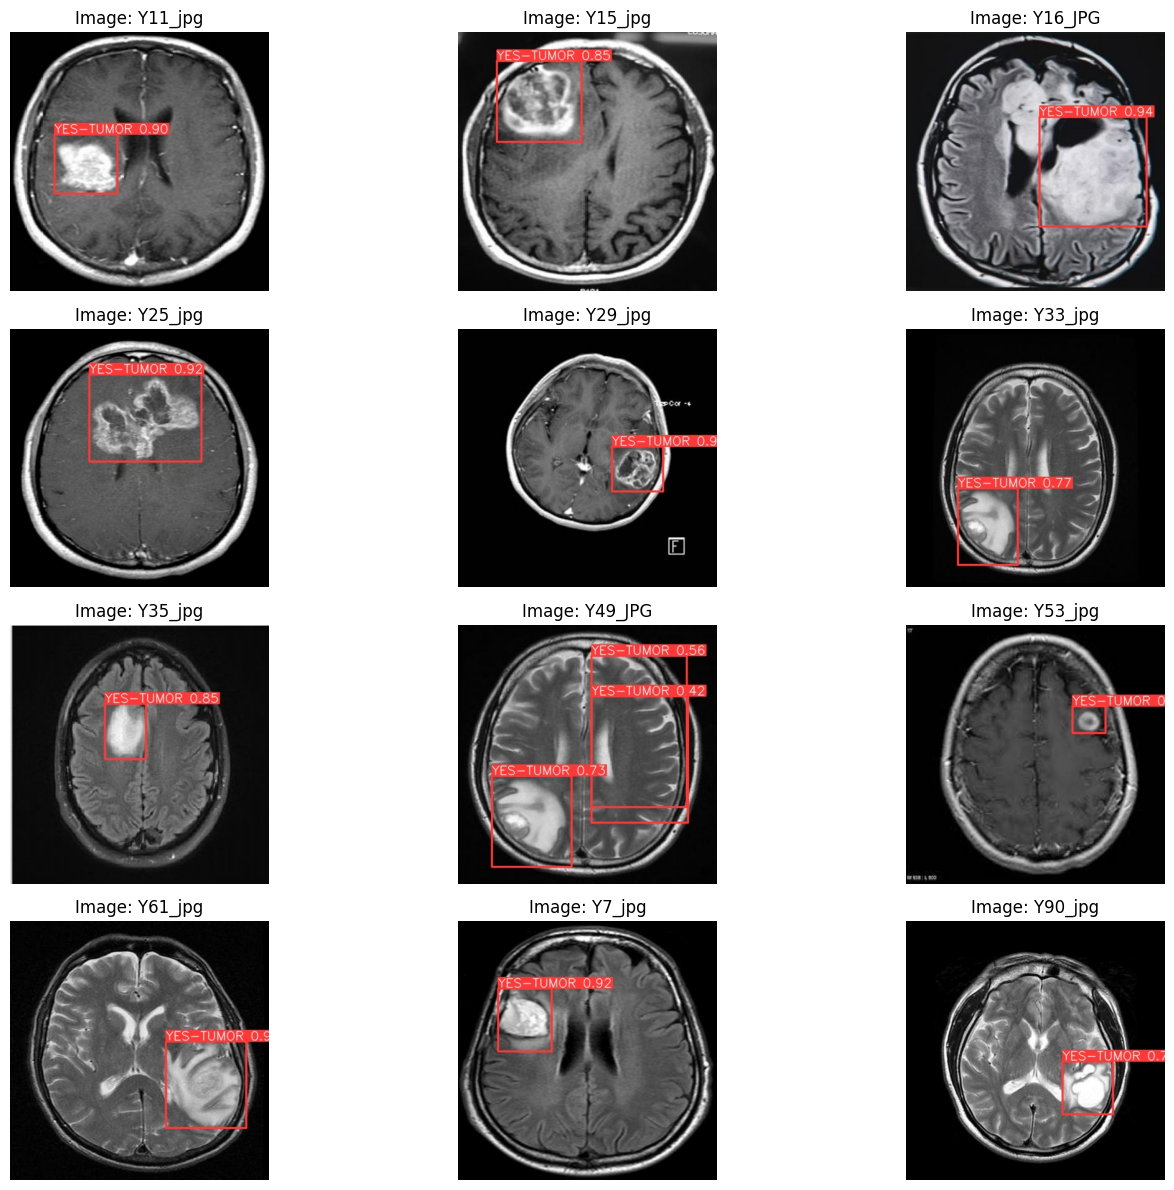 Image: Y11_jpg
YES-TUMOR 0.90
Image: Y15_jpg
YES-TUMOR 0.85
Image: Y16_JPG
YES-TUMOR 0.94
Image: Y25_jpg
YES-TUMOR 0.92
Image: Y29_jpg
YES-TUMOR 0.9
F
Image: Y33_jpg
YES-TUMOR 0.77
Image: Y35_jpg
YES-TUMOR 0.85
Image: Y49_JPG
YES-TUMOR 0.56
YES-TUMOR 0.42
YES-TUMOR 0.73
Image: Y53_jpg
YES-TUMOR 0
Image: Y61_jpg
YES-TUMOR 0.9
Image: Y7_jpg
YES-TUMOR 0.92
Image: Y90_jpg
YES-TUMOR 0.7